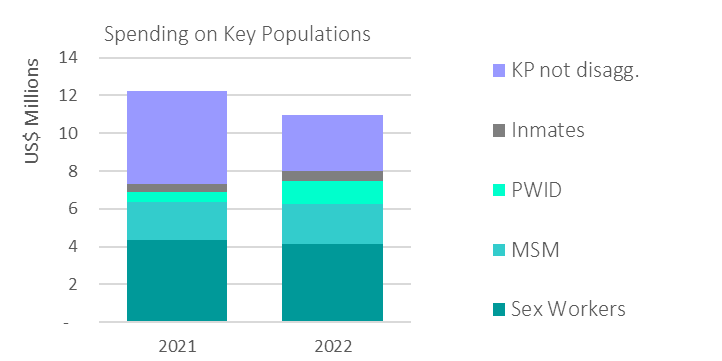 Spending on Key Populations
US$ Millions
14
12
10
8
6
4
2
-
2021
2022
KP not disagg.
Inmates
PWID
MSM
Sex Workers